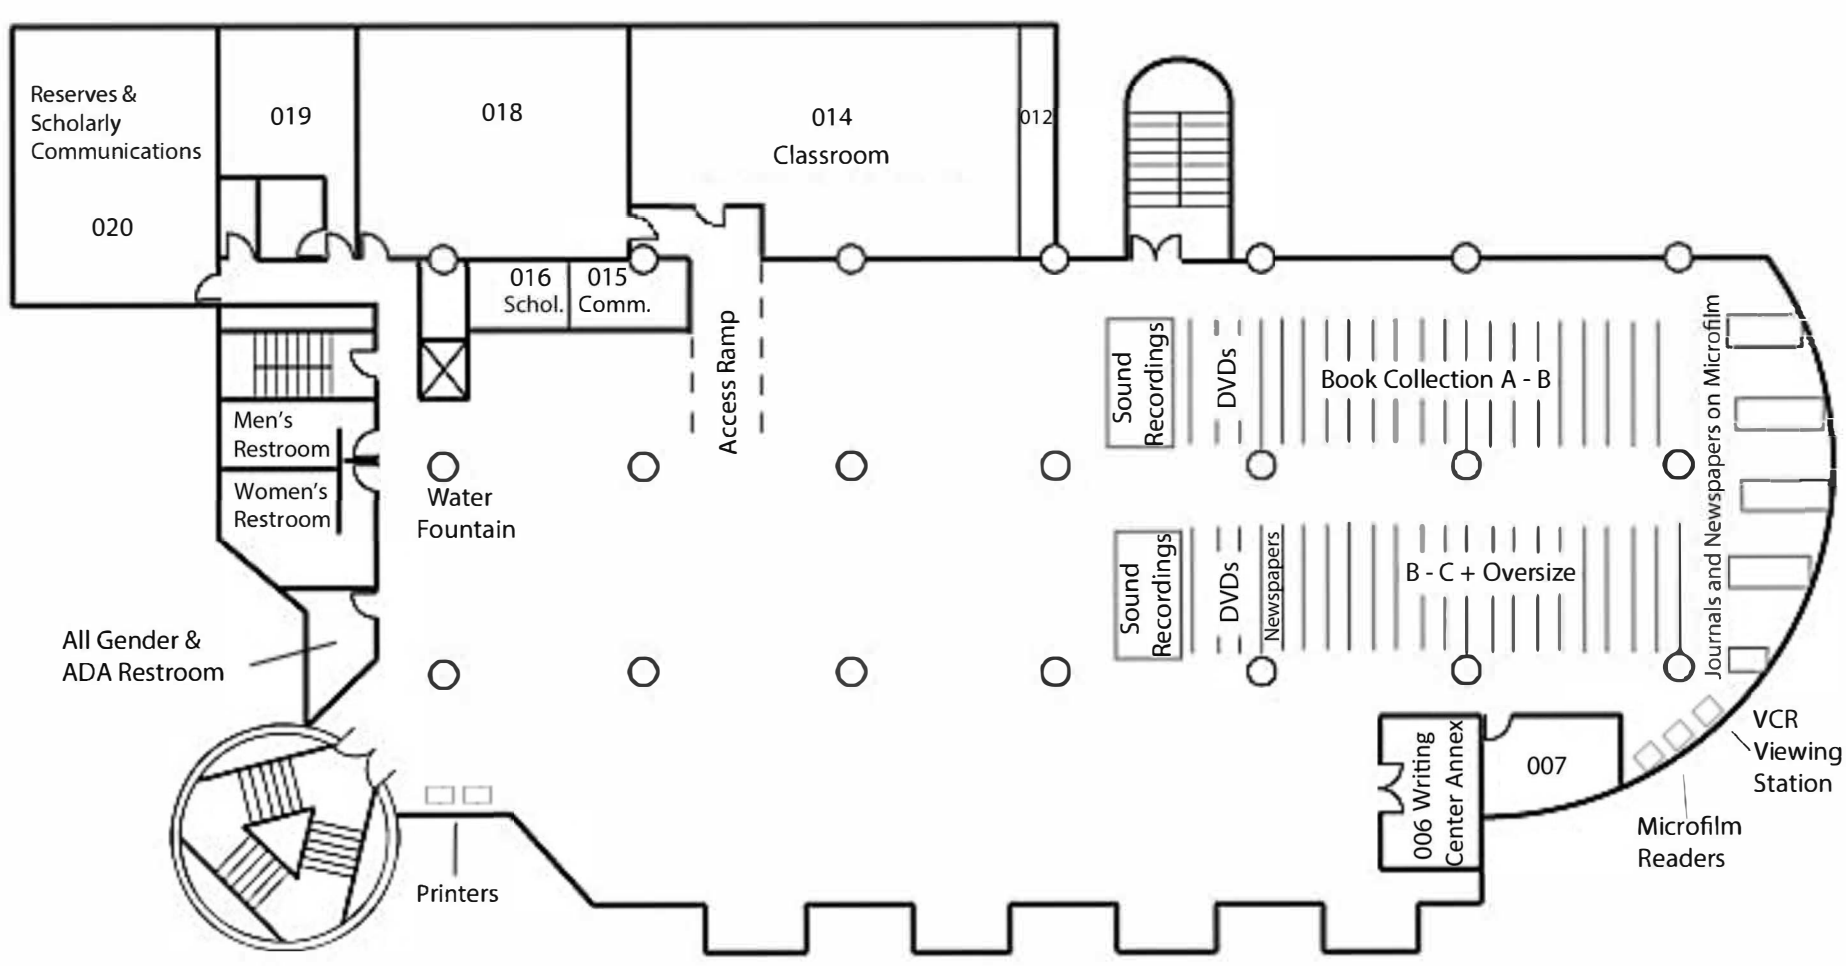 Reserves &
Scholarly
Communications
020
019
018
014
Classroom
012
016
Schol.
015
Comm.
Access Ramp
Men's
Restroom
Women's
Restroom
Water
Fountain
All Gender &
ADA Restroom
Printers
Sound
Recordings
DVDs
Book Collection A - B
Journals and Newspapers on Microfilm
Sound
Recordings
DVDs
Newspapers
B - C + Oversize
006 Writing
Center Annex
007
VCR
Viewing
Station
Microfilm
Readers